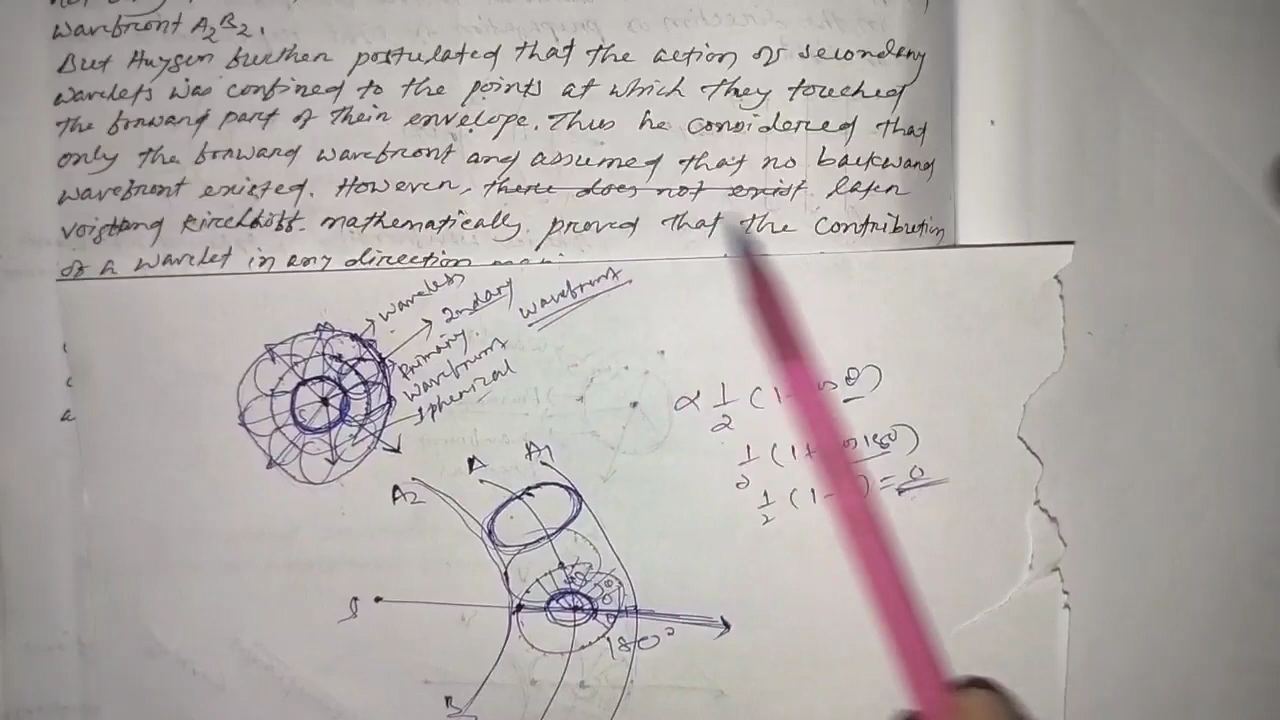 wavefront A₂B₂.
But Huygen further postulated that the action of secondary
wavelets was confined to the points at which they touched
the forward part of their envelope. Thus he considered that
only the forward wavefront and assumed that no backward
wavefront existed. However, there does not exist later
Kirchhoff mathematically proved that the contribution
of a wavelet in any direction
wavelets
2ndary
wavefront
Primary
wavefront
spherical
∝ 1/2 (1
θ)
1/2 (1+ 180)
1/2 (1- ) = 0
A₂
A
A₁
S
180°
B